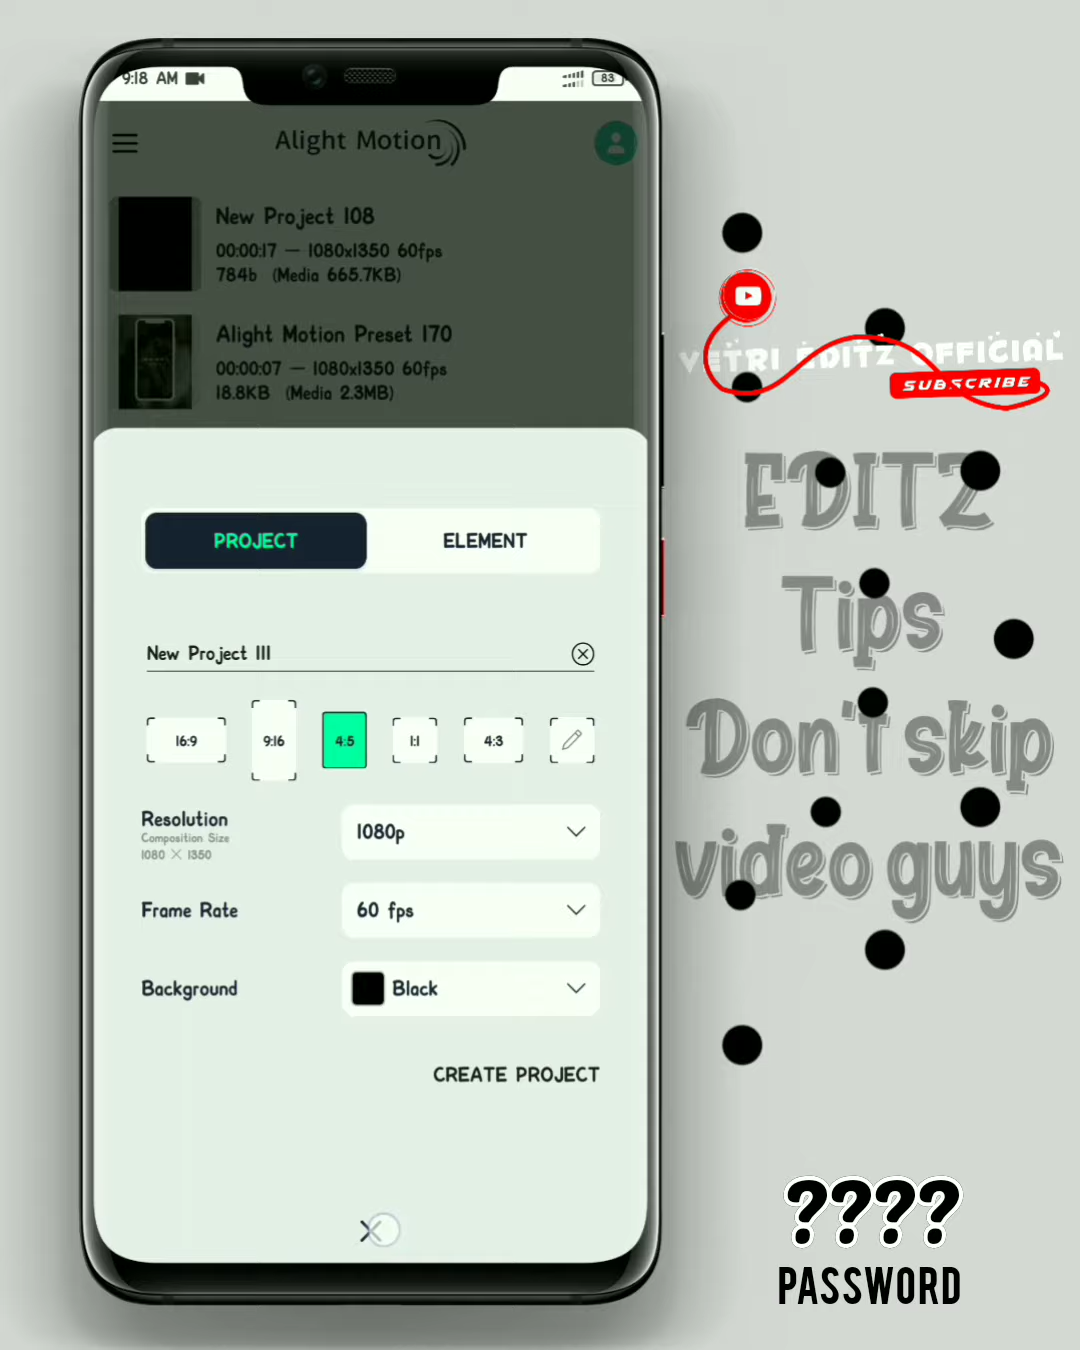 9:18 AM
83
Alight Motion
New Project 108
00:00:17 — 1080x1350 60fps
784b (Media 665.7KB)
Alight Motion Preset 170
00:00:07 — 1080x1350 60fps
18.8KB (Media 2.3MB)
PROJECT
ELEMENT
New Project 111
16:9
9:16
4:5
1:1
4:3
Resolution
Composition Size
1080 X 1350
1080p
Frame Rate
60 fps
Background
Black
CREATE PROJECT
VETRI EDITZ OFFICIAL
SUBSCRIBE
EDITZ
Tips
Don't skip
video guys
????
PASSWORD